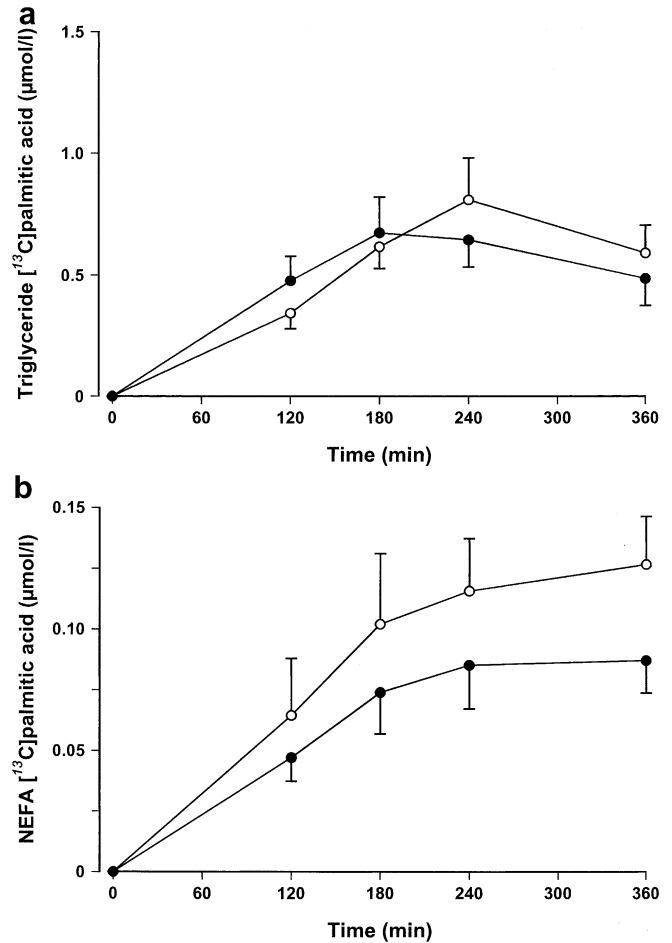 a
Triglyceride [¹³C]palmitic acid (µmol/l)
1.5
1.0
0.5
0
0 60 120 180 240 300 360
Time (min)
b
NEFA [¹³C]palmitic acid (µmol/l)
0.15
0.10
0.05
0
0 60 120 180 240 300 360
Time (min)